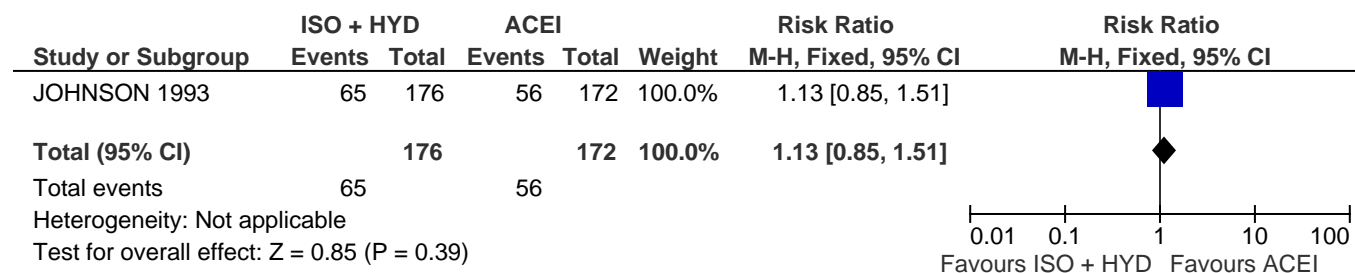 ISO + HYD ACEI Risk Ratio Risk Ratio
Study or Subgroup Events Total Events Total Weight M-H, Fixed, 95% CI M-H, Fixed, 95% CI
JOHNSON 1993 65 176 56 172 100.0% 1.13 [0.85, 1.51]
Total (95% CI) 176 172 100.0% 1.13 [0.85, 1.51]
Total events 65 56
Heterogeneity: Not applicable
Test for overall effect: Z = 0.85 (P = 0.39)
0.01 0.1 1 10 100
Favours ISO + HYD Favours ACEI